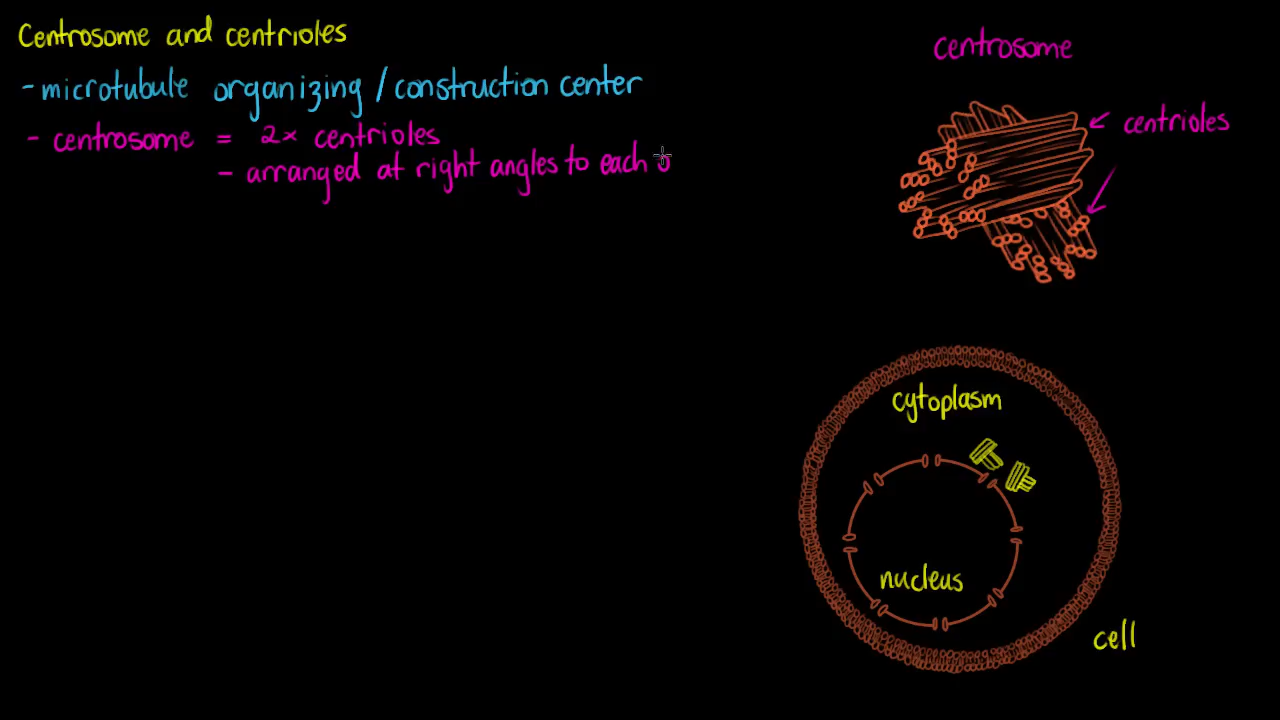 Centrosome and centrioles
- microtubule organizing / construction center
- centrosome = 2x centrioles
- arranged at right angles to each o
centrosome
centrioles
cytoplasm
nucleus
cell